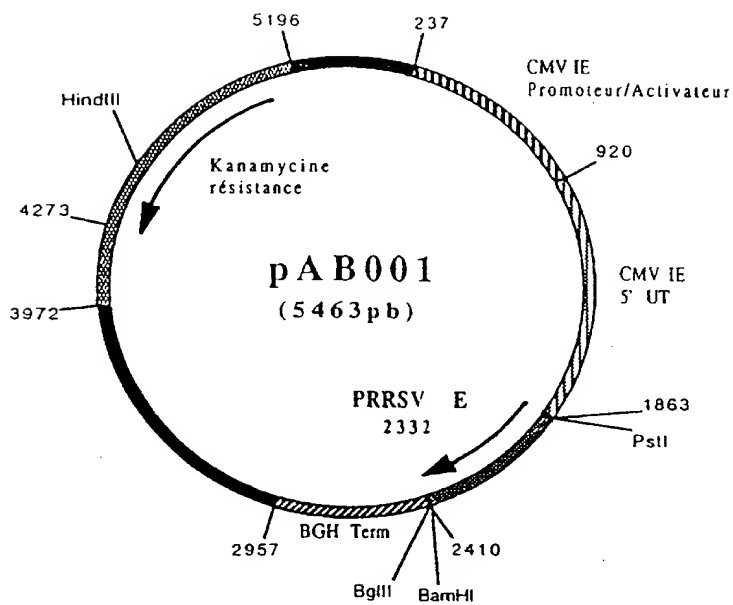 5196
237
CMV IE
Promoteur/Activateur
HindIII
920
Kanamycine
résistance
4273
pAB001
(5463pb)
CMV IE
5' UT
3972
PRRSV E
2332
1863
PstI
BGH Term
2957
2410
BglII
BamHI